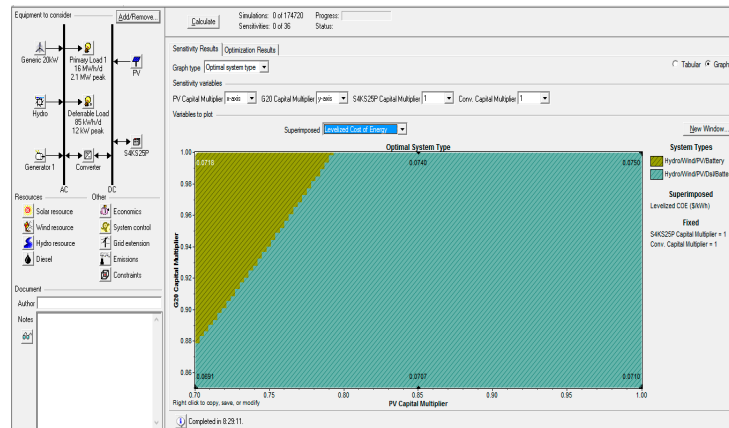 Equipment to consider
Add/Remove...
Generic 20kW
Primary Load 1
16 MWh/d
2.1 MW peak
PV
Hydro
Deferrable Load
85 kWh/d
12 kW peak
S4KS25P
Generator 1
Converter
AC
DC
Resources
Other
Solar resource
Economics
Wind resource
System control
Hydro resource
Grid extension
Diesel
Emissions
Constraints
Document
Author
Notes
Calculate
Simulations: 0 of 174720
Progress:
Sensitivities: 0 of 36
Status:
Sensitivity Results
Optimization Results
Graph type
Optimal system type
Tabular
Graph
Sensitivity variables
PV Capital Multiplier
x-axis
G20 Capital Multiplier
y-axis
S4KS25P Capital Multiplier
1
Conv. Capital Multiplier
1
Variables to plot
Superimposed
Levelized Cost of Energy
New Window...
Optimal System Type
1.00
0.98
0.96
0.94
0.92
0.90
0.88
0.86
G20 Capital Multiplier
0.0718
0.0740
0.0750
0.0691
0.0707
0.0710
0.70
0.75
0.80
0.85
0.90
0.95
1.00
PV Capital Multiplier
Right click to copy, save, or modify
System Types
Hydro/Wind/PV/Battery
Hydro/Wind/PV/Dsl/Batte
Superimposed
Levelized COE ($/kWh)
Fixed
S4KS25P Capital Multiplier = 1
Conv. Capital Multiplier = 1
Completed in 8:29:11.